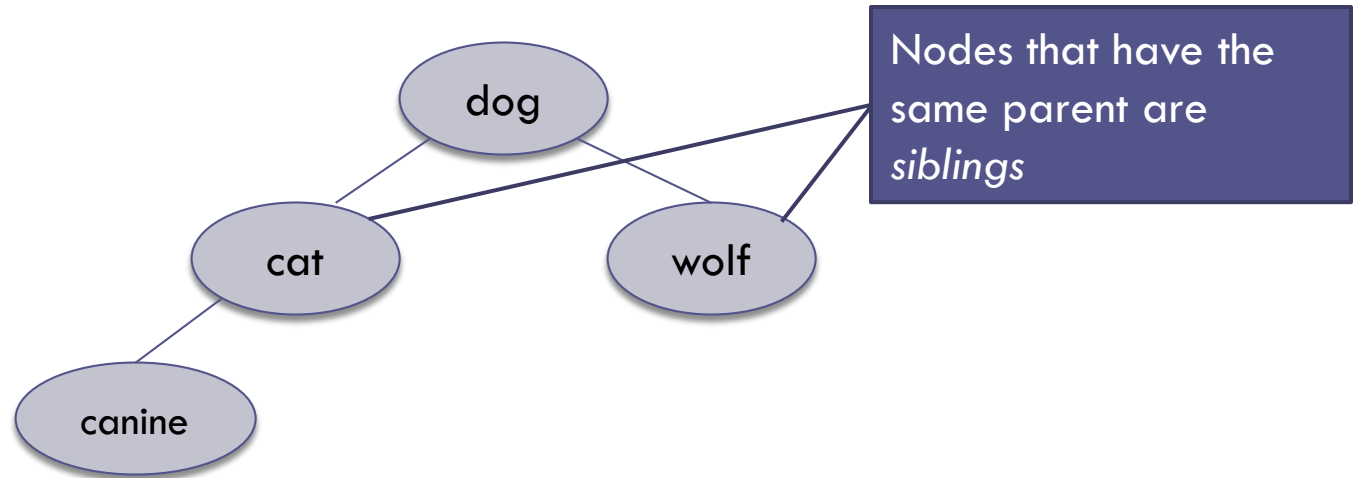 dog
Nodes that have the
same parent are
siblings
cat
wolf
canine